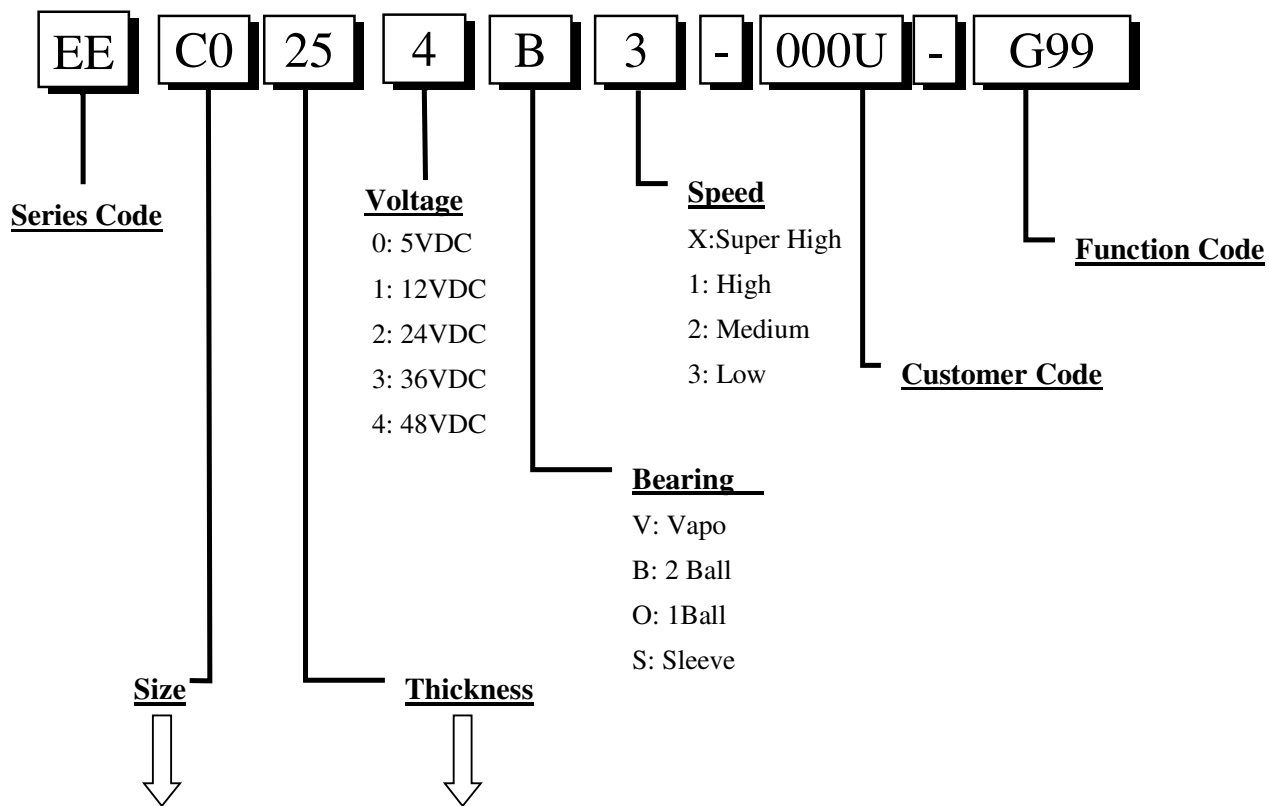 EE C0 25 4 B 3 - 000U - G99
Series Code
Voltage
0: 5VDC
1: 12VDC
2: 24VDC
3: 36VDC
4: 48VDC
Speed
X:Super High
1: High
2: Medium
3: Low
Function Code
Customer Code
Bearing
V: Vapo
B: 2 Ball
O: 1Ball
S: Sleeve
Size
Thickness